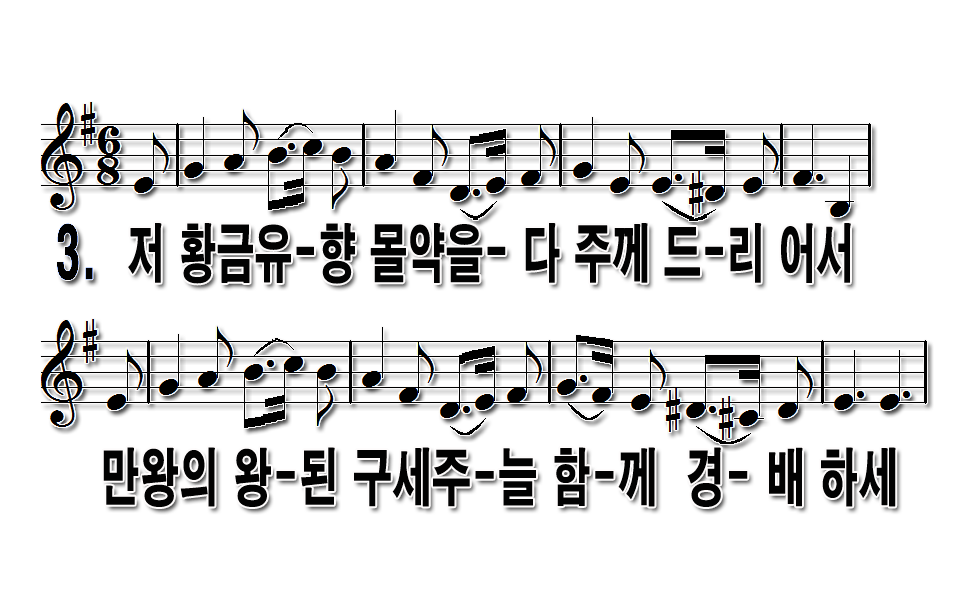 3. 저 황금유-향 몰약을- 다 주께 드-리 어서
만왕의 왕-된 구세주-늘 함-께 경- 배 하세